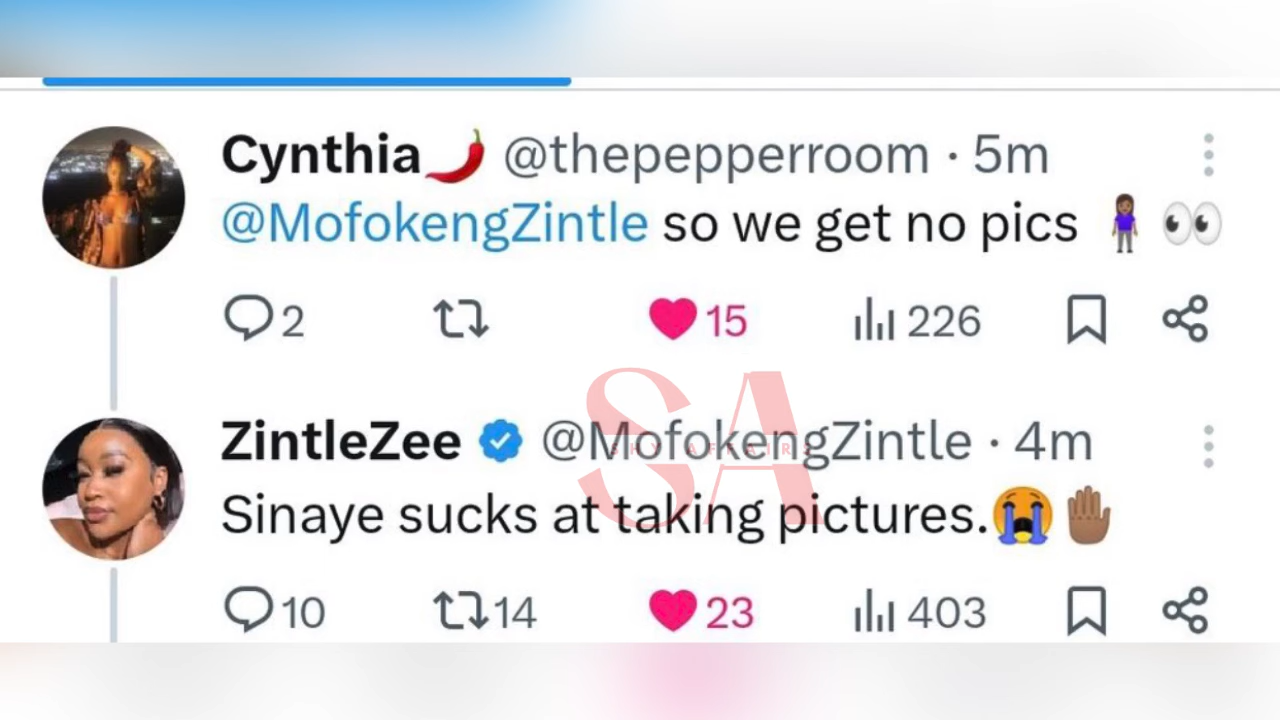 Cynthia🌶️ @thepepperroom · 5m
@MofokengZintle so we get no pics 🧍🏾‍♀️ 👀
2 15 226
ZintleZee @MofokengZintle · 4m
Sinaye sucks at taking pictures.😭🤚🏾
SA
10 14 23 403